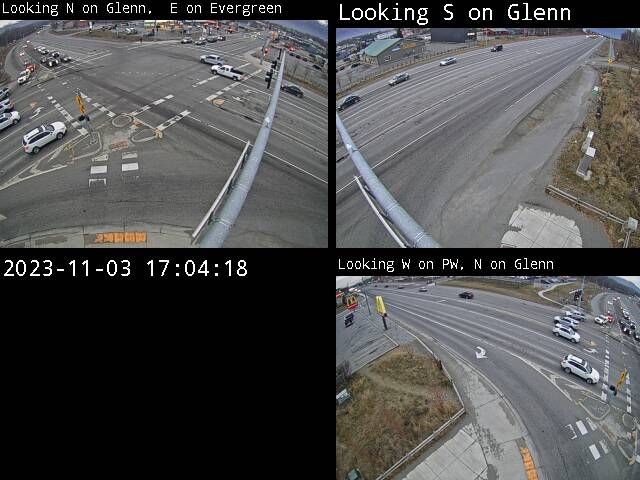 Looking N on Glenn,  E on Evergreen
Looking S on Glenn
2023-11-03 17:04:18
Looking W on PW, N on Glenn